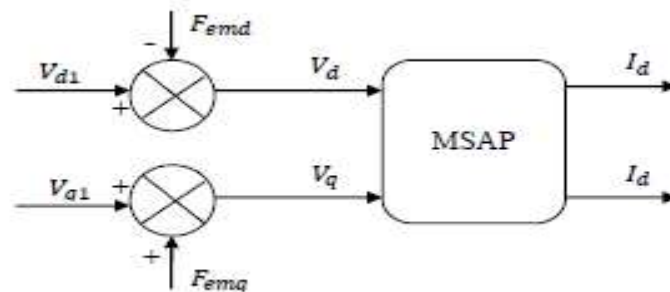 F_emd
-
V_d1
+
V_d
I_d
MSAP
+
V_q1
V_q
I_d
+
F_emq